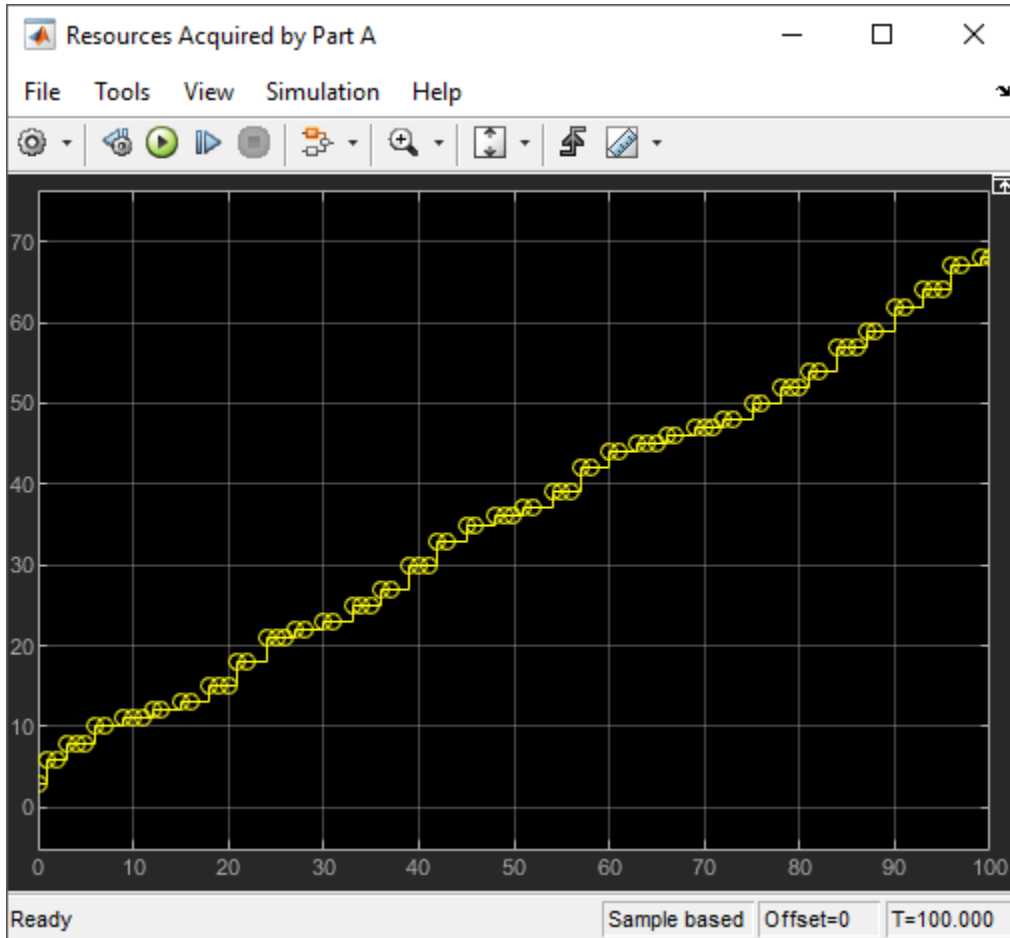 Resources Acquired by Part A
File Tools View Simulation Help
70
60
50
40
30
20
10
0
0 10 20 30 40 50 60 70 80 90 100
Ready Sample based Offset=0 T=100.000